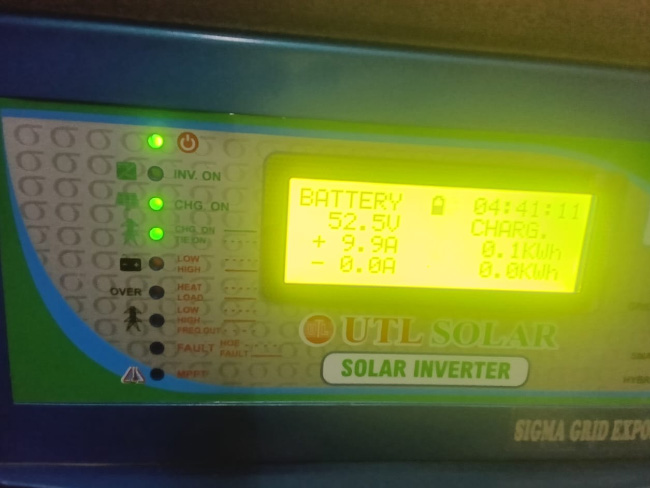 INV. ON
CHG. ON
CHG. ON
TIE ON
LOW
HIGH
OVER
HEAT
LOAD
LOW
HIGH
FREQ OUT
FAULT
FAULT
MPPT
BATTERY 04:41:11
52.5V CHARG.
+ 9.9A 0.1KWh
- 0.0A 0.0KWh
UTL SOLAR
SOLAR INVERTER
SIGMA GRID EXPO